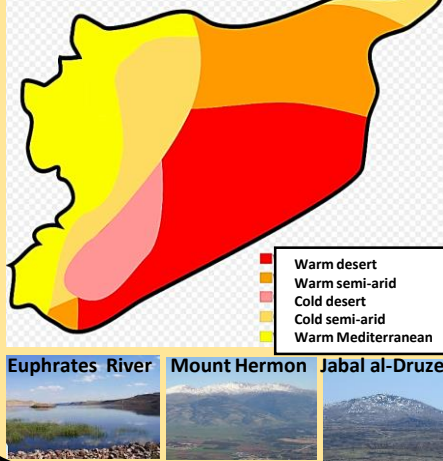 Warm desert
Warm semi-arid
Cold desert
Cold semi-arid
Warm Mediterranean
Euphrates River
Mount Hermon
Jabal al-Druze